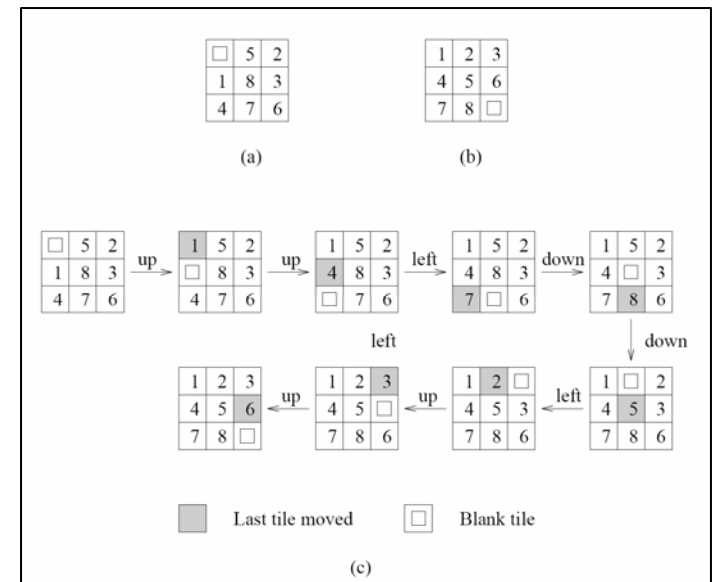 5 2
1 8 3
4 7 6
(a)
1 2 3
4 5 6
7 8
(b)
5 2
1 8 3
4 7 6
up
1 5 2
8 3
4 7 6
up
1 5 2
4 8 3
7 6
left
1 5 2
4 8 3
7 6
down
1 5 2
4 3
7 8 6
left
down
1 2 3
4 5 6
7 8
up
1 2 3
4 5
7 8 6
up
1 2
4 5 3
7 8 6
left
1 2
4 5 3
7 8 6
Last tile moved
Blank tile
(c)